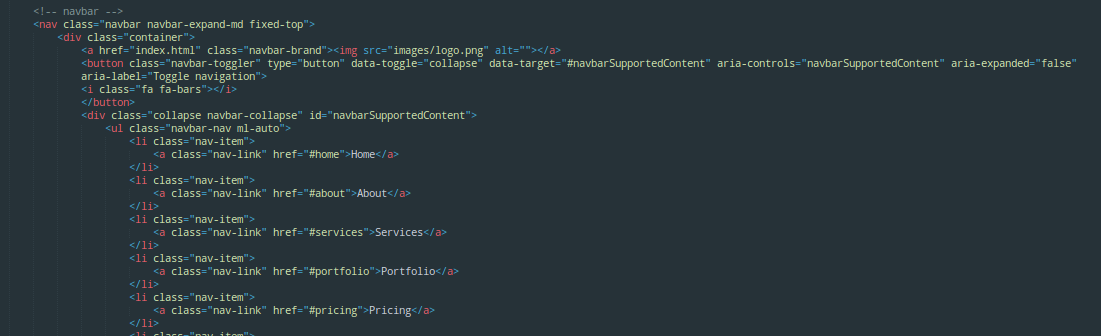 <!-- navbar -->
<nav class="navbar navbar-expand-md fixed-top">
<div class="container">
<a href="index.html" class="navbar-brand"><img src="images/logo.png" alt=""></a>
<button class="navbar-toggler" type="button" data-toggle="collapse" data-target="#navbarSupportedContent" aria-controls="navbarSupportedContent" aria-expanded="false"
aria-label="Toggle navigation">
<i class="fa fa-bars"></i>
</button>
<div class="collapse navbar-collapse" id="navbarSupportedContent">
<ul class="navbar-nav ml-auto">
<li class="nav-item">
<a class="nav-link" href="#home">Home</a>
</li>
<li class="nav-item">
<a class="nav-link" href="#about">About</a>
</li>
<li class="nav-item">
<a class="nav-link" href="#services">Services</a>
</li>
<li class="nav-item">
<a class="nav-link" href="#portfolio">Portfolio</a>
</li>
<li class="nav-item">
<a class="nav-link" href="#pricing">Pricing</a>
</li>